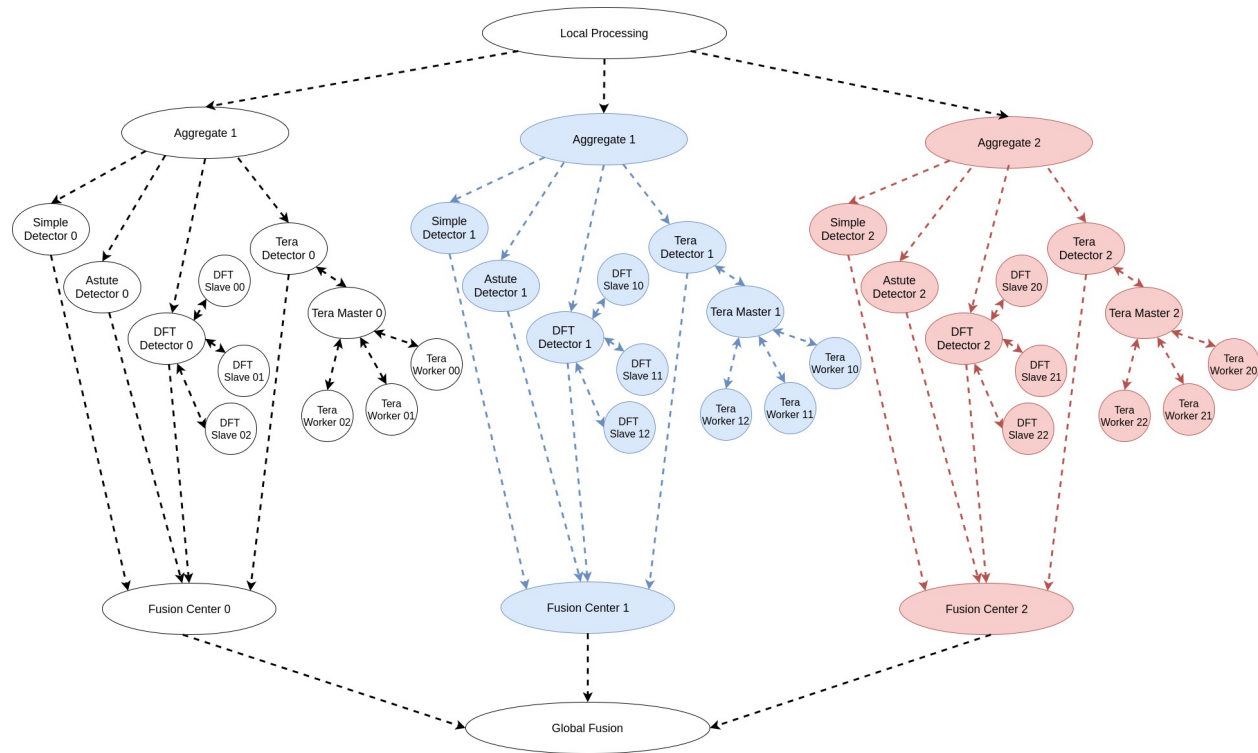 Local Processing
Aggregate 1
Aggregate 1
Aggregate 2
Simple
Detector 0
Astute
Detector 0
DFT
Detector 0
DFT
Slave 00
DFT
Slave 01
DFT
Slave 02
Tera
Detector 0
Tera Master 0
Tera
Worker 00
Tera
Worker 01
Tera
Worker 02
Simple
Detector 1
Astute
Detector 1
DFT
Detector 1
DFT
Slave 10
DFT
Slave 11
DFT
Slave 12
Tera
Detector 1
Tera Master 1
Tera
Worker 10
Tera
Worker 11
Tera
Worker 12
Simple
Detector 2
Astute
Detector 2
DFT
Detector 2
DFT
Slave 20
DFT
Slave 21
DFT
Slave 22
Tera
Detector 2
Tera Master 2
Tera
Worker 20
Tera
Worker 21
Tera
Worker 22
Fusion Center 0
Fusion Center 1
Fusion Center 2
Global Fusion